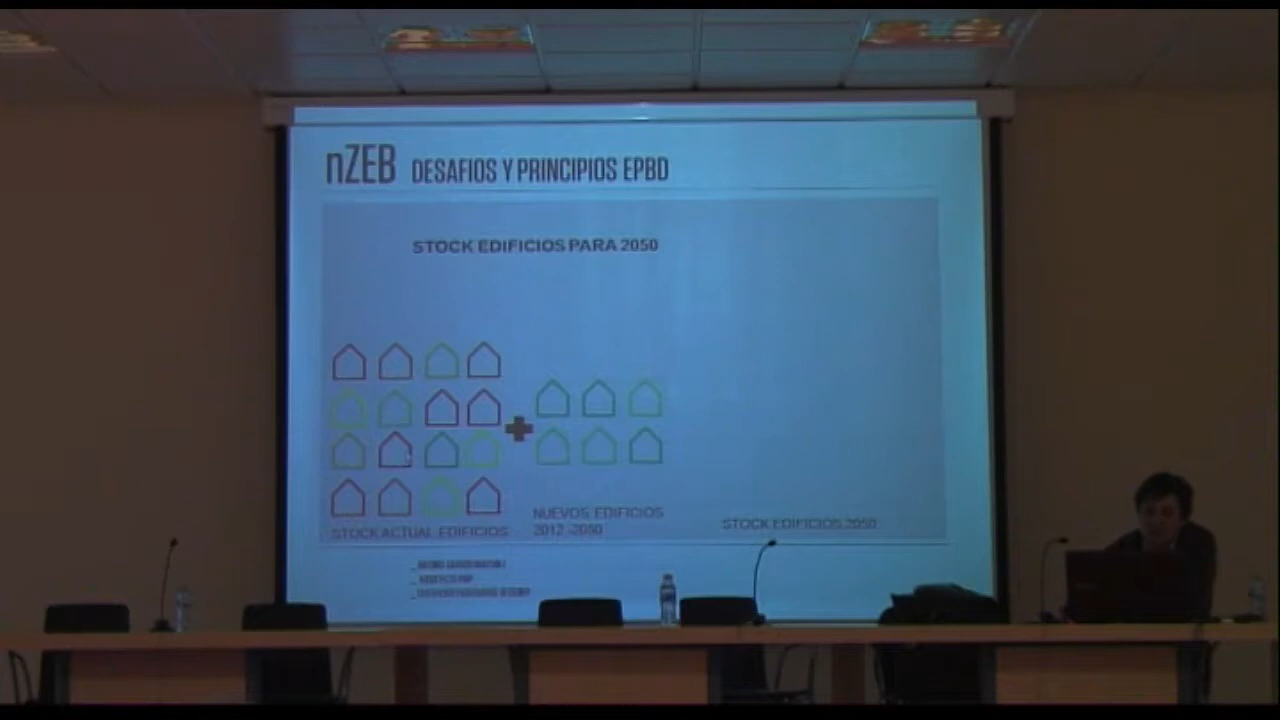 nZEB DESAFIOS Y PRINCIPIOS EPBD
STOCK EDIFICIOS PARA 2050
STOCK ACTUAL EDIFICIOS
NUEVOS EDIFICIOS
2012 -2050
STOCK EDIFICIOS 2050